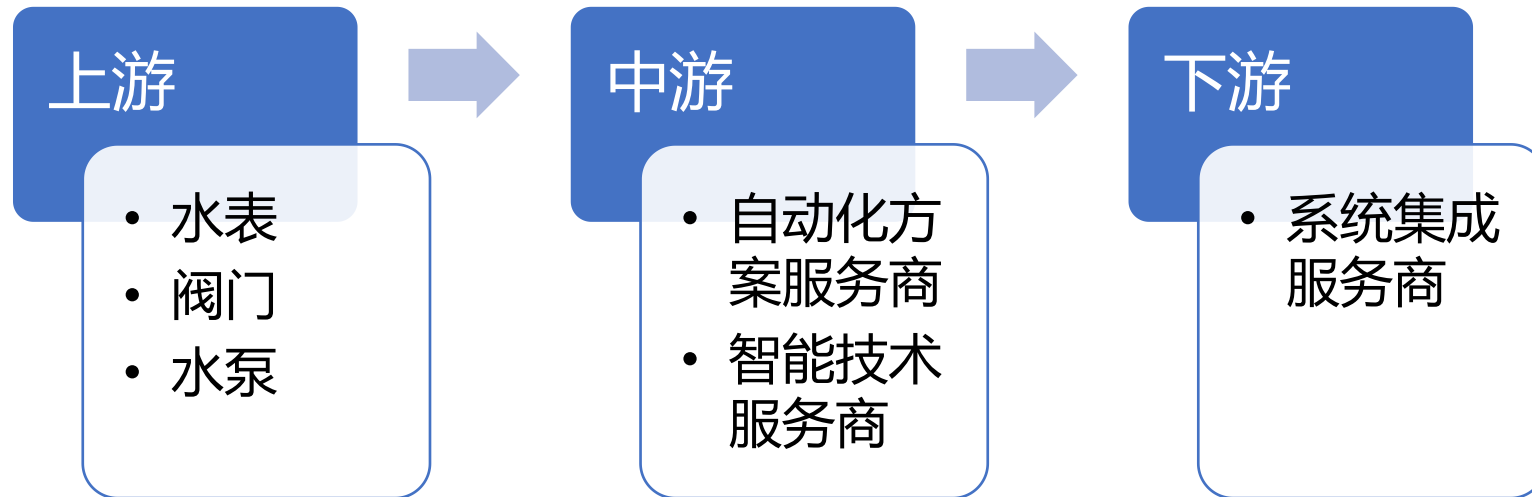 上游
• 水表
• 阀门
• 水泵
中游
• 自动化方
案服务商
• 智能技术
服务商
下游
• 系统集成
服务商